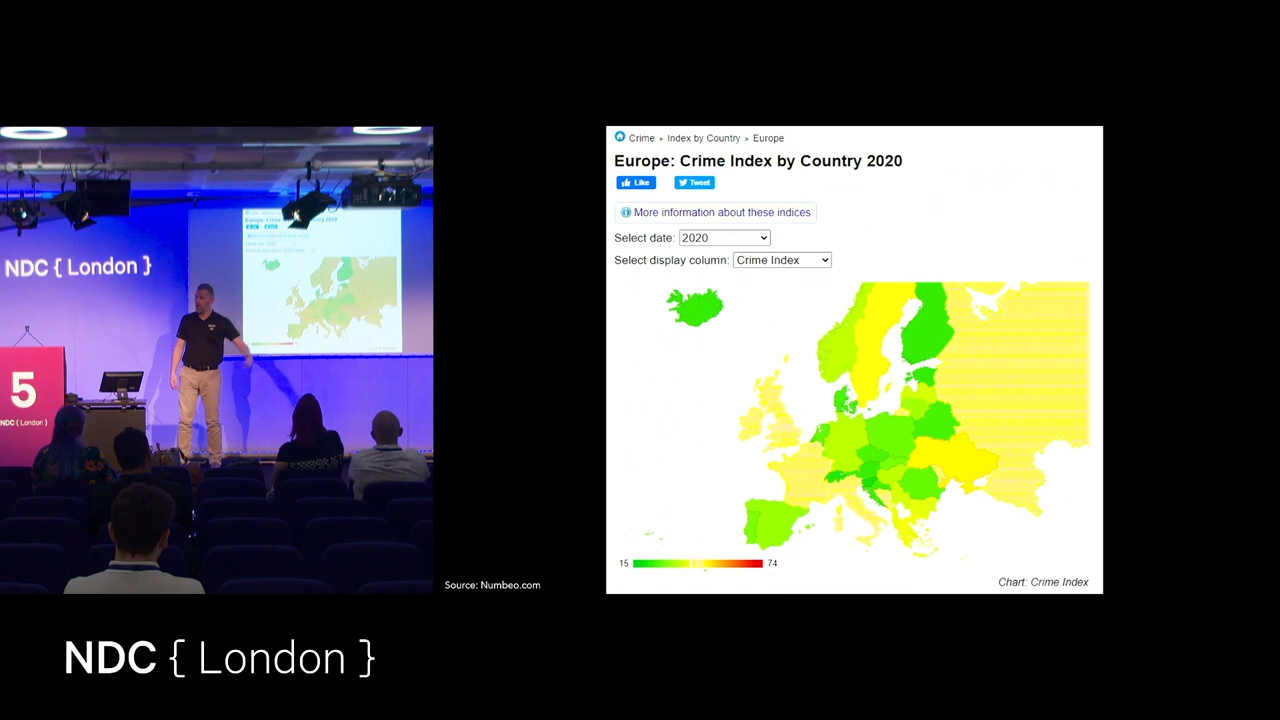 Crime > Index by Country > Europe
Europe: Crime Index by Country 2020
Like
Tweet
More information about these indices
Select date: 2020
Select display column: Crime Index
15
74
Chart: Crime Index
NDC { London }
5
NDC { London }
Source: Numbeo.com
NDC { London }